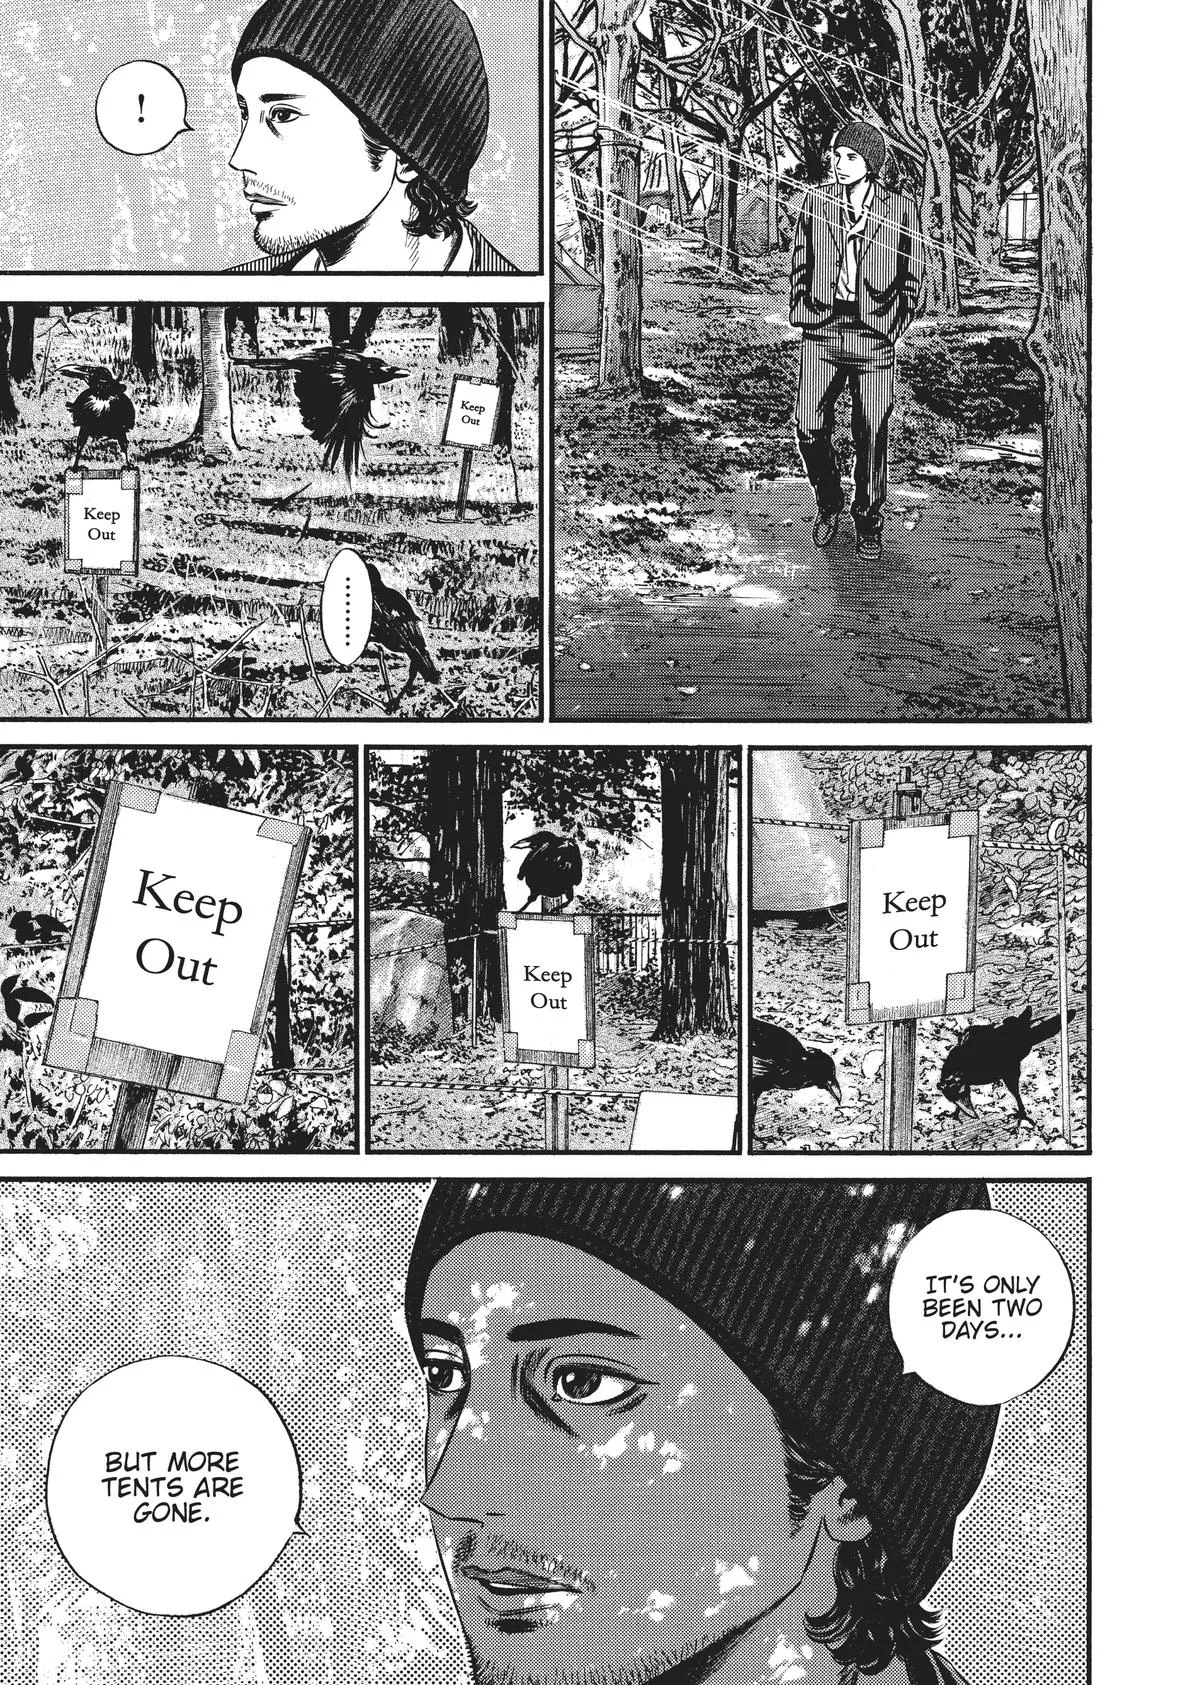 !
Keep
Out
Keep
Out
.......
Keep
Out
Keep
Out
Keep
Out
IT'S ONLY
BEEN TWO
DAYS...
BUT MORE
TENTS ARE
GONE.